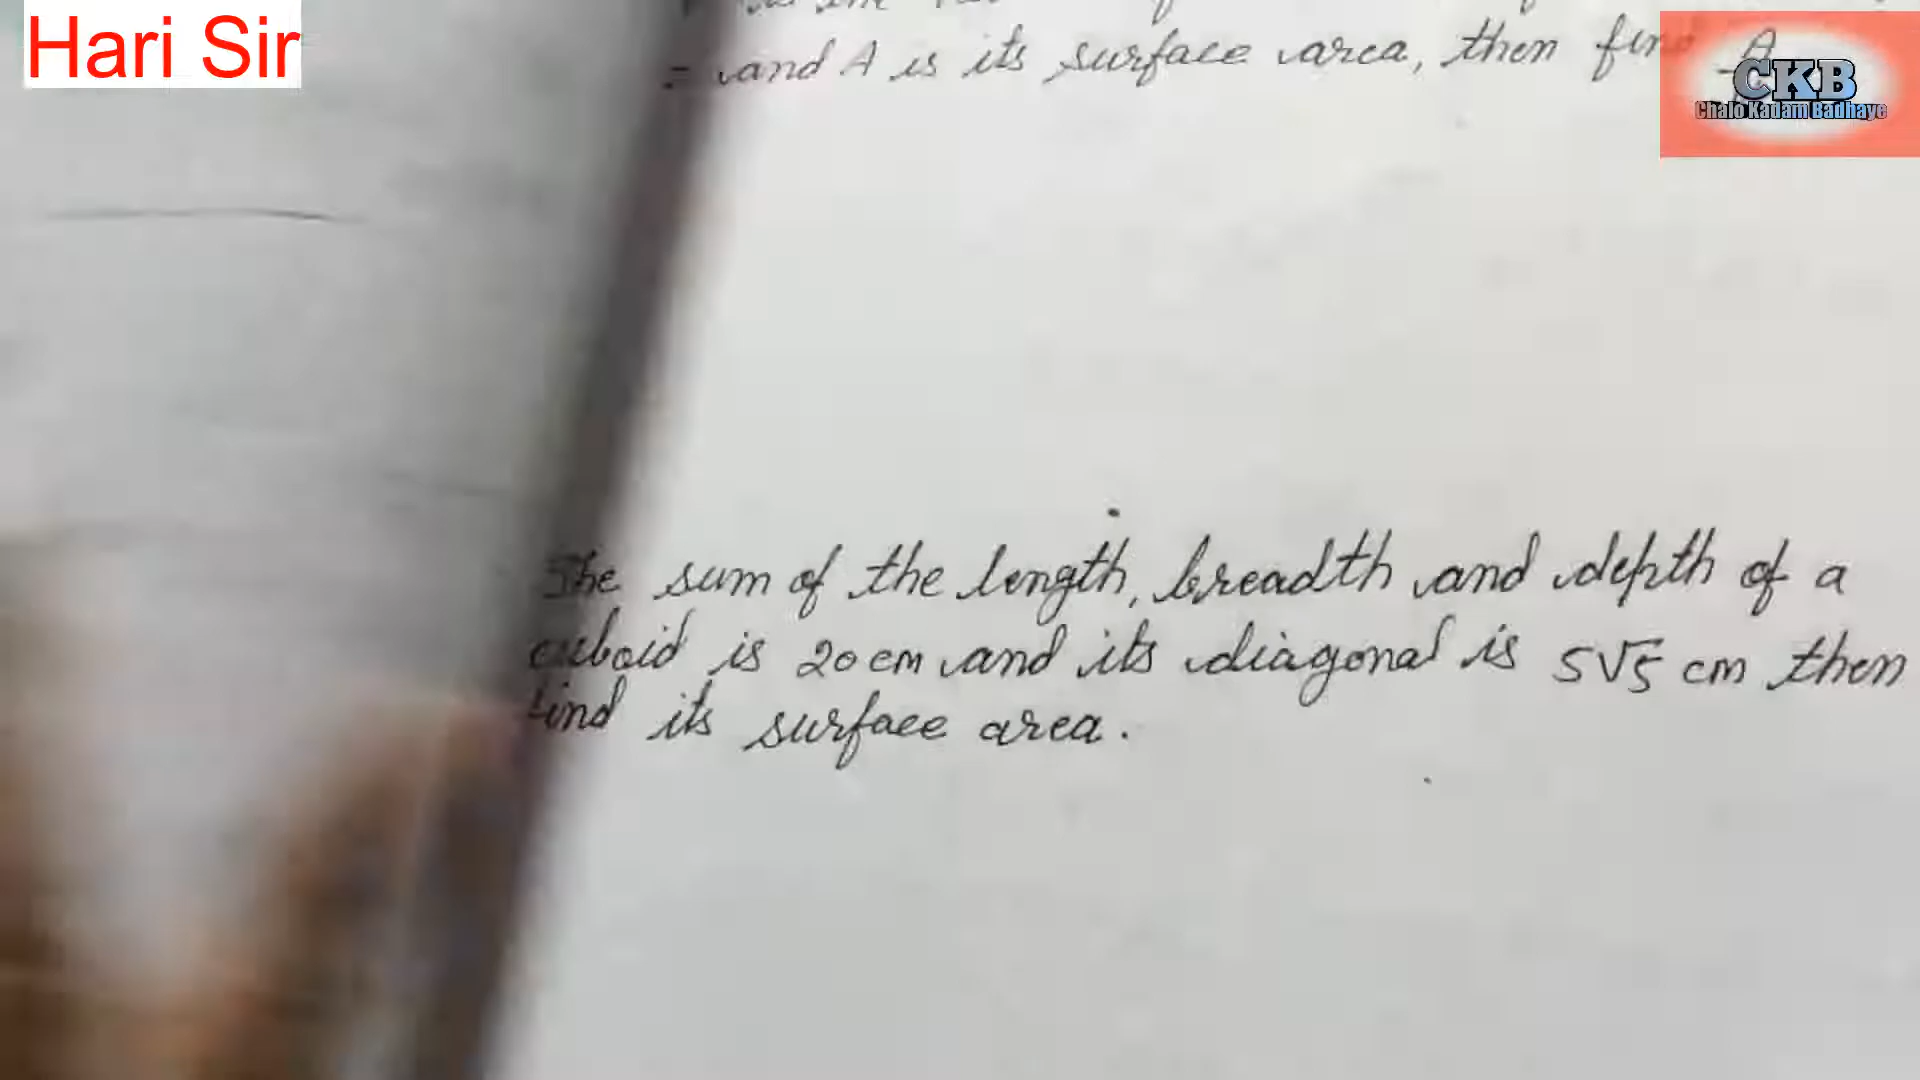 Hari Sir
and A is its surface area, then find A
CKB
Chalo Kadam Badhaye
The sum of the length, breadth and depth of a
cuboid is 20 cm and its diagonal is 5√5 cm then
find its surface area.